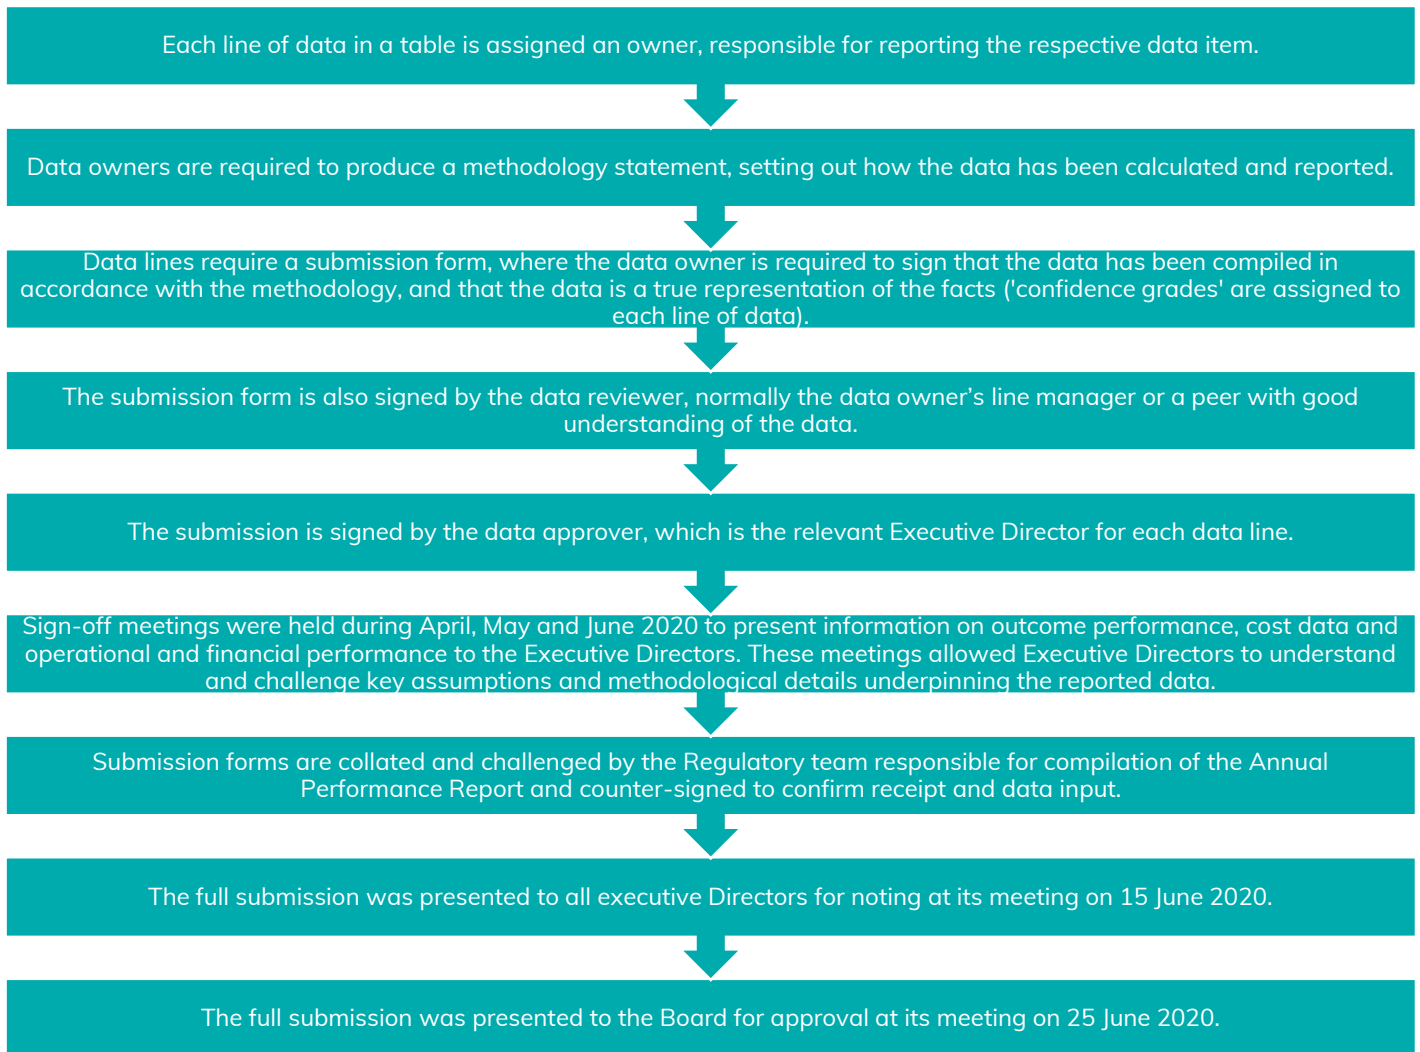 Each line of data in a table is assigned an owner, responsible for reporting the respective data item.
Data owners are required to produce a methodology statement, setting out how the data has been calculated and reported.
Data lines require a submission form, where the data owner is required to sign that the data has been compiled in
accordance with the methodology, and that the data is a true representation of the facts ('confidence grades' are assigned to
each line of data).
The submission form is also signed by the data reviewer, normally the data owner’s line manager or a peer with good
understanding of the data.
The submission is signed by the data approver, which is the relevant Executive Director for each data line.
Sign-off meetings were held during April, May and June 2020 to present information on outcome performance, cost data and
operational and financial performance to the Executive Directors. These meetings allowed Executive Directors to understand
and challenge key assumptions and methodological details underpinning the reported data.
Submission forms are collated and challenged by the Regulatory team responsible for compilation of the Annual
Performance Report and counter-signed to confirm receipt and data input.
The full submission was presented to all executive Directors for noting at its meeting on 15 June 2020.
The full submission was presented to the Board for approval at its meeting on 25 June 2020.